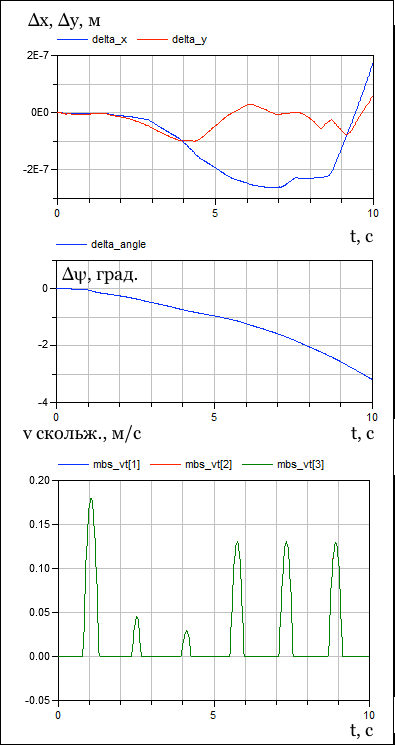 Δx, Δy, м
delta_x delta_y
2E-7
0E0
-2E-7
0 5 10
t, с
delta_angle
Δψ, град.
0
-2
-4
0 5 10
v скольж., м/с t, с
mbs_vt[1] mbs_vt[2] mbs_vt[3]
0.20
0.15
0.10
0.05
0.00
-0.05
0 5 10
t, с